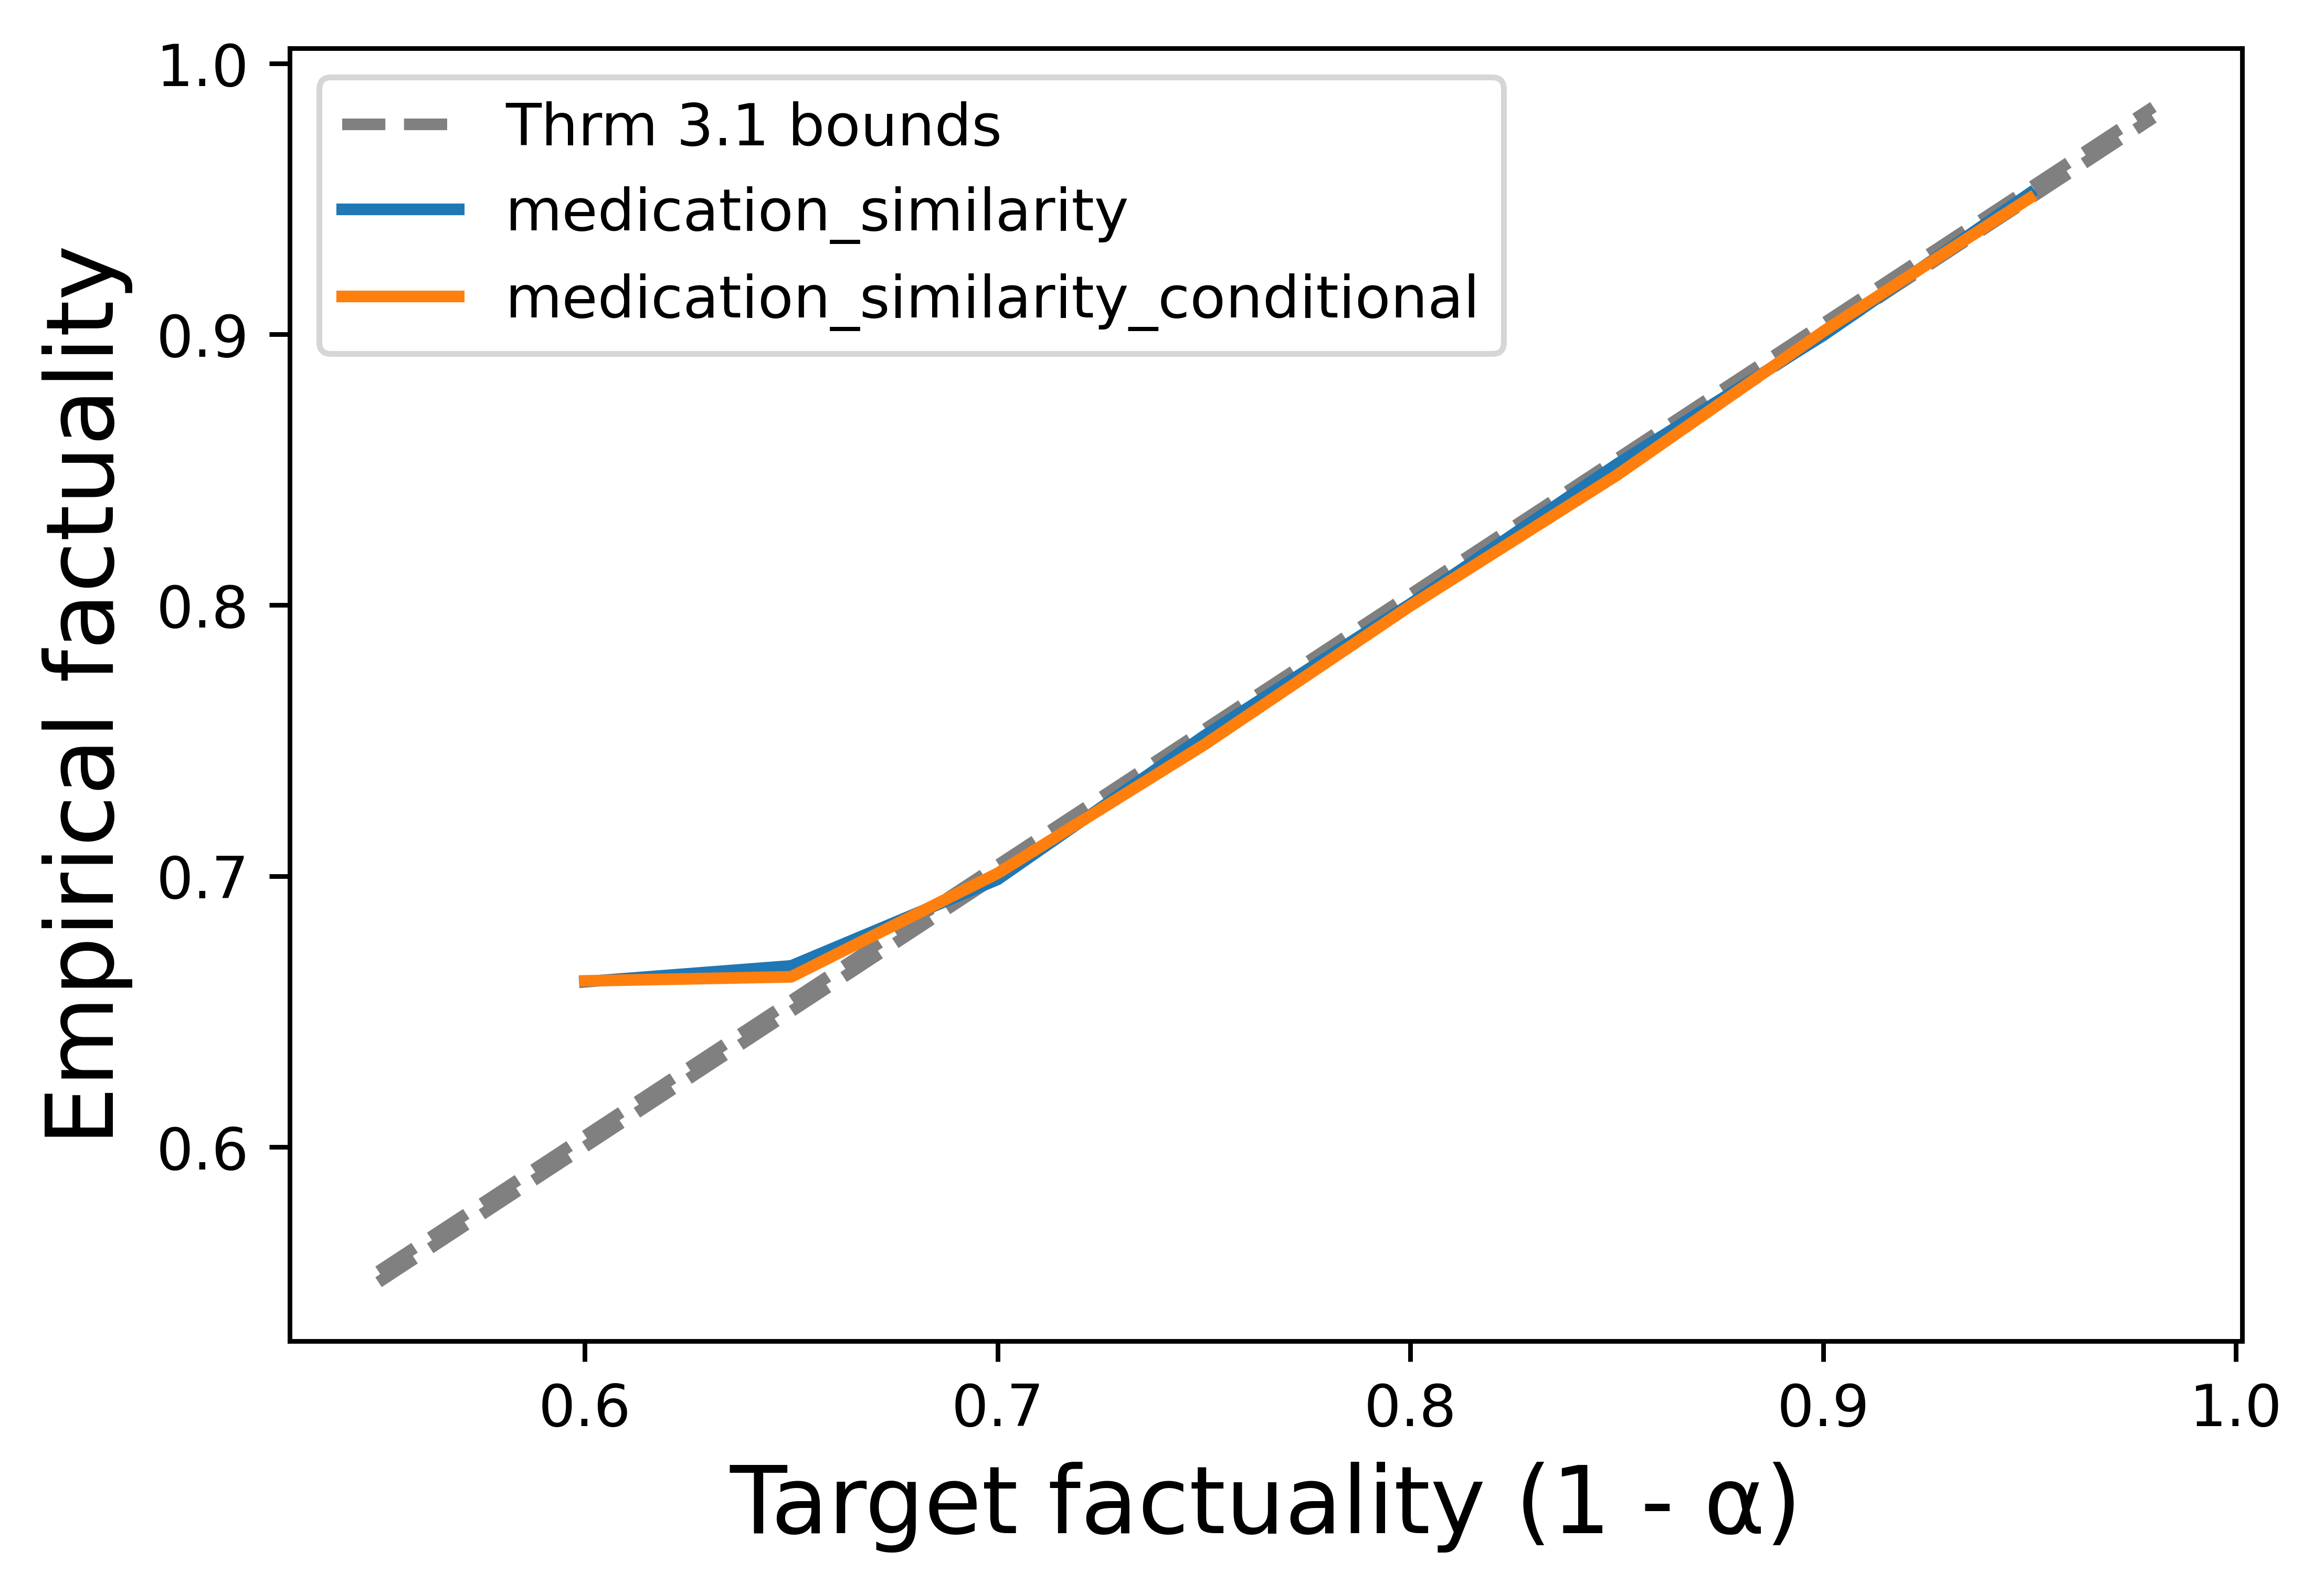 1.0
0.9
0.8
0.7
0.6
Empirical factuality
Thrm 3.1 bounds
medication_similarity
medication_similarity_conditional
0.6 0.7 0.8 0.9 1.0
Target factuality (1 - α)